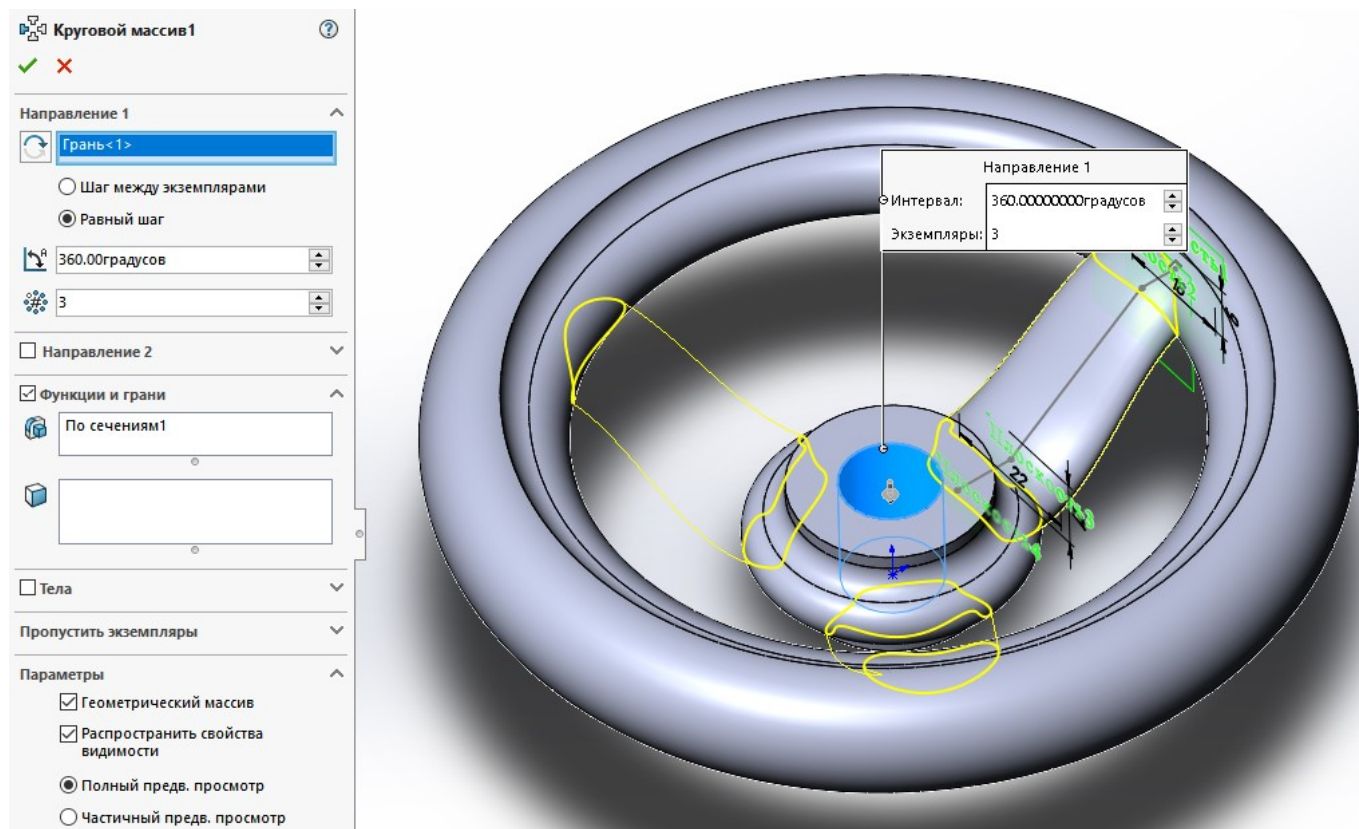 Круговой массив1
Направление 1
Грань<1>
Шаг между экземплярами
Равный шаг
360.00градусов
3
Направление 2
Функции и грани
По сечениям1
Тела
Пропустить экземпляры
Параметры
Геометрический массив
Распространить свойства
видимости
Полный предв. просмотр
Частичный предв. просмотр
Направление 1
Интервал: 360.00000000градусов
Экземпляры: 3
18
22